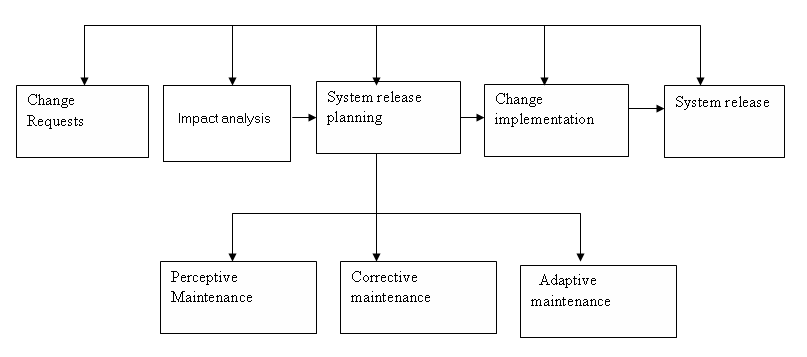 Change
Requests
Impact analysis
System release
planning
Change
implementation
System release
Perceptive
Maintenance
Corrective
maintenance
Adaptive
maintenance